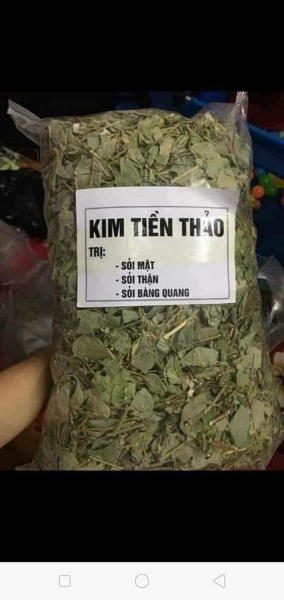 KIM TIỀN THẢO
TRỊ:
- SỎI MẬT
- SỎI THẬN
- SỎI BÀNG QUANG